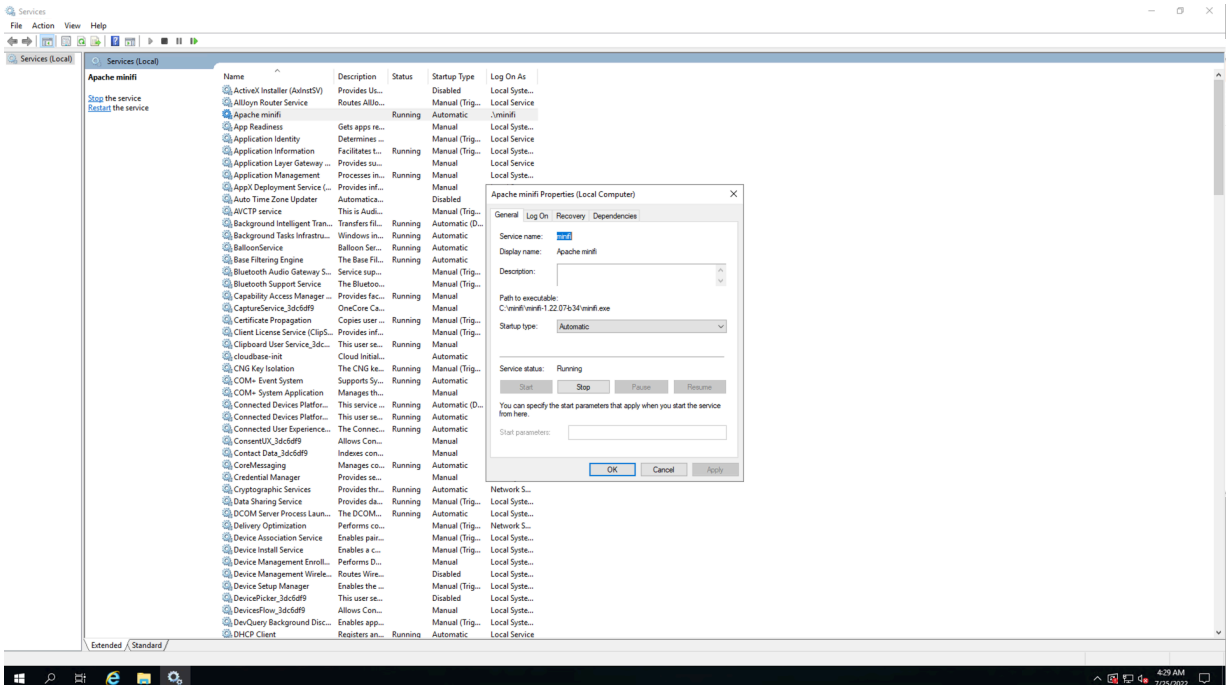 Services
File Action View Help
Services (Local)
Services (Local)
Apache minifi
Stop the service
Restart the service
Name Description Status Startup Type Log On As
ActiveX Installer (AxInstSV) Provides Us... Disabled Local Syste...
AllJoyn Router Service Routes AllJo... Manual (Trig... Local Service
Apache minifi Running Automatic .\minifi
App Readiness Gets apps re... Manual Local Syste...
Application Identity Determines ... Manual (Trig... Local Service
Application Information Facilitates t... Running Manual (Trig... Local Syste...
Application Layer Gateway ... Provides su... Manual Local Service
Application Management Processes in... Running Manual Local Syste...
AppX Deployment Service (... Provides inf... Manual
Auto Time Zone Updater Automatica... Disabled
AVCTP service This is Audi... Manual (Trig...
Background Intelligent Tran... Transfers fil... Running Automatic (D...
Background Tasks Infrastru... Windows in... Running Automatic
BalloonService Balloon Ser... Running Automatic
Base Filtering Engine The Base Fil... Running Automatic
Bluetooth Audio Gateway S... Service sup... Manual (Trig...
Bluetooth Support Service The Bluetoo... Manual (Trig...
Capability Access Manager ... Provides fac... Running Manual
CaptureService_3dc6df9 OneCore Ca... Manual
Certificate Propagation Copies user ... Running Manual (Trig...
Client License Service (ClipS... Provides inf... Manual (Trig...
Clipboard User Service_3dc... This user se... Running Manual
cloudbase-init Cloud Initial... Automatic
CNG Key Isolation The CNG ke... Running Manual (Trig...
COM+ Event System Supports Sy... Running Automatic
COM+ System Application Manages th... Manual
Connected Devices Platfor... This service ... Running Automatic (D...
Connected Devices Platfor... This user se... Running Automatic
Connected User Experience... The Connec... Running Automatic
ConsentUX_3dc6df9 Allows Con... Manual
Contact Data_3dc6df9 Indexes con... Manual
CoreMessaging Manages co... Running Automatic
Credential Manager Provides se... Manual
Cryptographic Services Provides thr... Running Automatic Network S...
Data Sharing Service Provides da... Running Manual (Trig... Local Syste...
DCOM Server Process Laun... The DCOM... Running Automatic Local Syste...
Delivery Optimization Performs co... Manual (Trig... Network S...
Device Association Service Enables pair... Manual (Trig... Local Syste...
Device Install Service Enables a c... Manual (Trig... Local Syste...
Device Management Enroll... Performs D... Manual Local Syste...
Device Management Wirele... Routes Wire... Disabled Local Syste...
Device Setup Manager Enables the ... Manual (Trig... Local Syste...
DevicePicker_3dc6df9 This user se... Disabled Local Syste...
DevicesFlow_3dc6df9 Allows Con... Manual Local Syste...
DevQuery Background Disc... Enables app... Manual (Trig... Local Syste...
DHCP Client Registers an... Running Automatic Local Service
Apache minifi Properties (Local Computer)
General Log On Recovery Dependencies
Service name: minifi
Display name: Apache minifi
Description:
Path to executable:
C:\minifi\minifi-1.22.07-b34\minifi.exe
Startup type: Automatic
Service status: Running
Start Stop Pause Resume
You can specify the start parameters that apply when you start the service
from here.
Start parameters:
OK Cancel Apply
Extended Standard
4:29 AM
7/25/2022